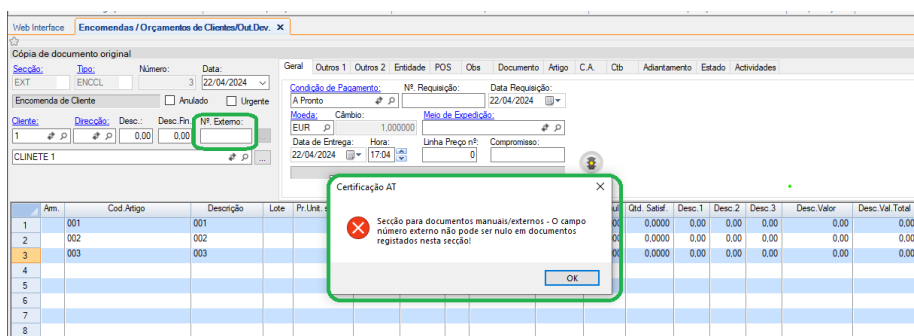 Web Interface Encomendas / Orçamentos de Clientes/Out.Dev. X
Cópia de documento original
Secção: Tipo: Número: Data:
EXT ENCCL 3 22/04/2024
Encomenda de Cliente Anulado Urgente
Cliente: Direcção: Desc.: Desc.Fin. Nº. Externo:
1 0,00 0,00
CLINETE 1 ...
Geral Outros 1 Outros 2 Entidade POS Obs Documento Artigo C.A. Ctb Adiantamento Estado Actividades
Condição de Pagamento: Nº. Requisição: Data Requisição:
A Pronto 22/04/2024
Moeda: Câmbio: Meio de Expedição:
EUR 1,000000
Data de Entrega: Hora: Linha Preço nº: Compromisso:
22/04/2024 17:04 0
Certificação AT X
Secção para documentos manuais/externos - O campo
número externo não pode ser nulo em documentos
registados nesta secção!
OK
Arm. Cod.Artigo Descrição Lote Pr.Unit. Qtd. Satisf. Desc.1 Desc.2 Desc.3 Desc.Valor Desc.Val.Total
1 001 001 0,0000 0,00 0,00 0,00 0,00 0,00
2 002 002 0,0000 0,00 0,00 0,00 0,00 0,00
3 003 003 0,0000 0,00 0,00 0,00 0,00 0,00
4
5
6
7
8